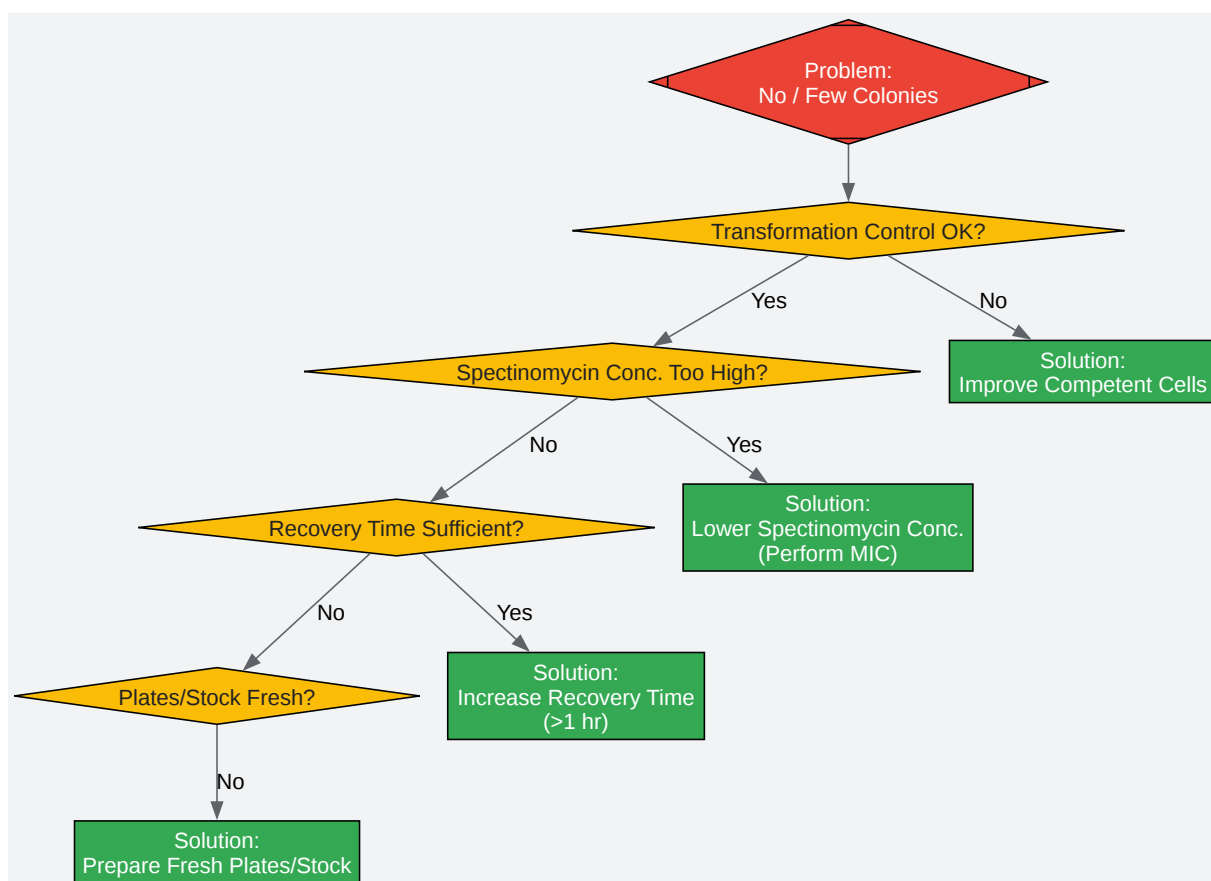 Problem:
No / Few Colonies
Transformation Control OK?
Yes
No
Spectinomycin Conc. Too High?
Solution:
Improve Competent Cells
No
Yes
Recovery Time Sufficient?
Solution:
Lower Spectinomycin Conc.
(Perform MIC)
No
Yes
Plates/Stock Fresh?
Solution:
Increase Recovery Time
(>1 hr)
No
Solution:
Prepare Fresh Plates/Stock